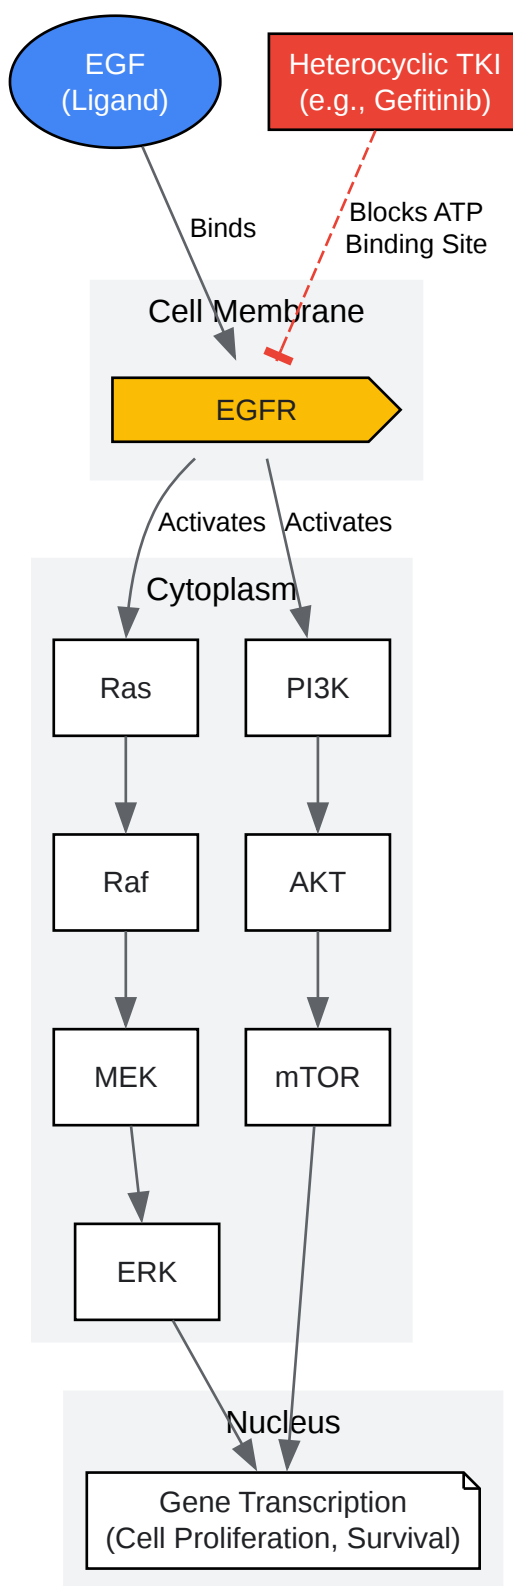 EGF
(Ligand)
Heterocyclic TKI
(e.g., Gefitinib)
Binds
Blocks ATP
Binding Site
Cell Membrane
EGFR
Activates
Activates
Cytoplasm
Ras
PI3K
Raf
AKT
MEK
mTOR
ERK
Nucleus
Gene Transcription
(Cell Proliferation, Survival)